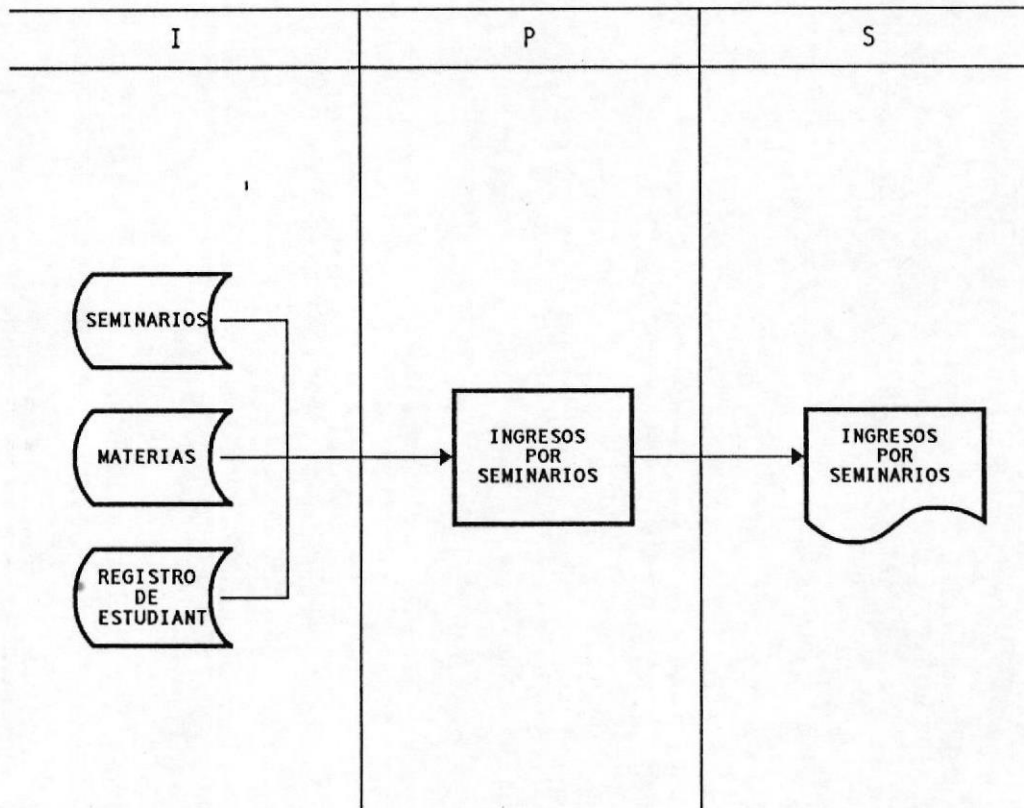 I
P
S
SEMINARIOS
MATERIAS
REGISTRO
DE
ESTUDIANT
INGRESOS
POR
SEMINARIOS
INGRESOS
POR
SEMINARIOS